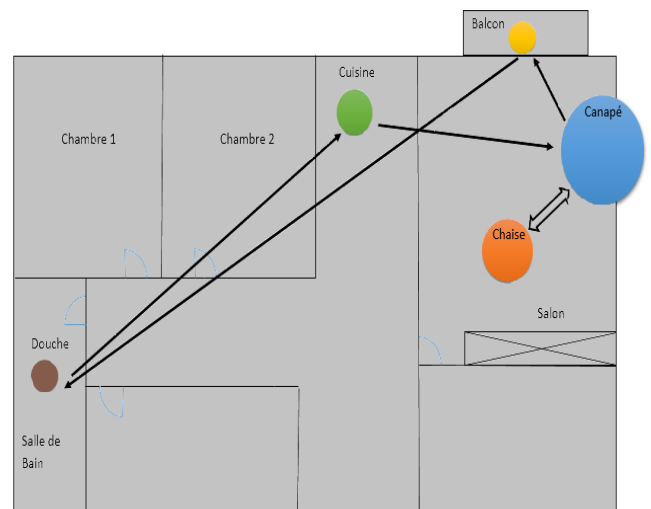 Balcon
Cuisine
Canapé
Chambre 1
Chambre 2
Chaise
Salon
Douche
Salle de
Bain